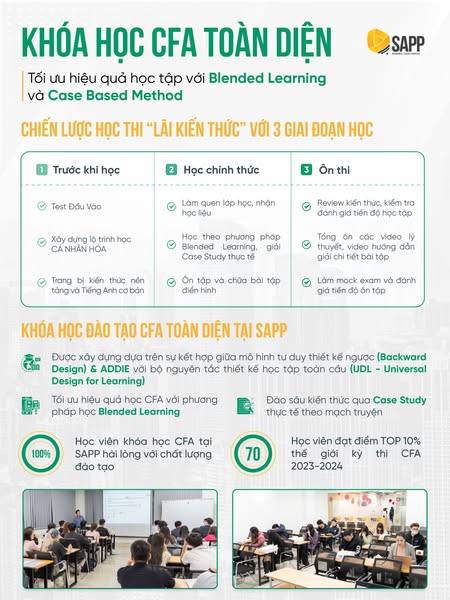 KHÓA HỌC CFA TOÀN DIỆN
SAPP
Tối ưu hiệu quả học tập với Blended Learning
và Case Based Method
CHIẾN LƯỢC HỌC THI “LÃI KIẾN THỨC” VỚI 3 GIAI ĐOẠN HỌC
1 Trước khi học
Test Đầu Vào
Xây dựng lộ trình học
CÁ NHÂN HÓA
Trang bị kiến thức nền
tảng và Tiếng Anh cơ bản
2 Học chính thức
Làm quen lớp học, nhận
học liệu
Học theo phương pháp
Blended Learning, giải
Case Study thực tế
Ôn tập và chữa bài tập
điển hình
3 Ôn thi
Review kiến thức, kiểm tra
đánh giá tiến độ học tập
Tổng ôn các video lý
thuyết, video hướng dẫn
giải chi tiết bài tập
Làm mock exam và đánh
giá tiến độ ôn tập
KHÓA HỌC ĐÀO TẠO CFA TOÀN DIỆN TẠI SAPP
Được xây dựng dựa trên sự kết hợp giữa mô hình tư duy thiết kế ngược (Backward
Design) & ADDIE) với bộ nguyên tắc thiết kế học tập toàn cầu (UDL - Universal
Design for Learning)
Tối ưu hiệu quả học CFA với phương
pháp học Blended Learning
Đào sâu kiến thức qua Case Study
thực tế theo mạch truyện
100%
Học viên khóa học CFA tại
SAPP hài lòng với chất lượng
đào tạo
70
Học viên đạt điểm TOP 10%
thế giới kỳ thi CFA
2023-2024